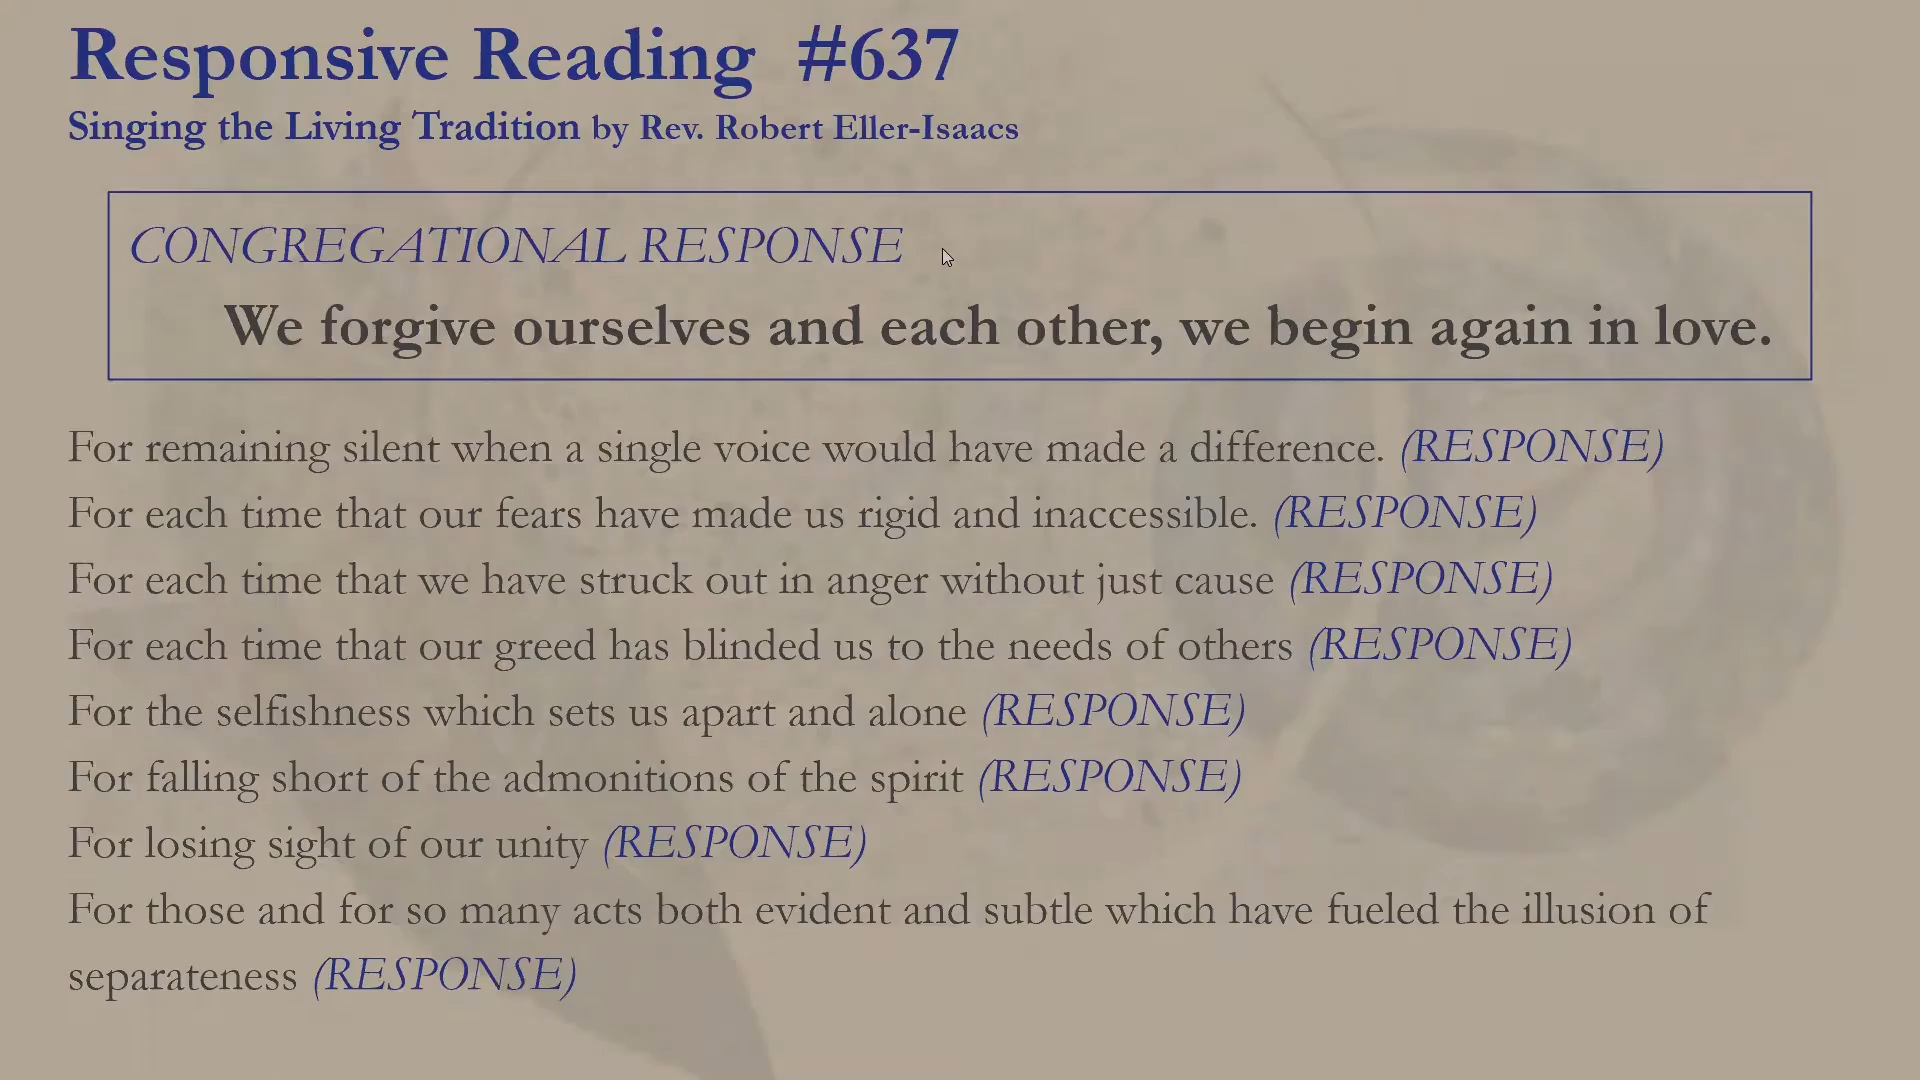 Responsive Reading #637
Singing the Living Tradition by Rev. Robert Eller-Isaacs
CONGREGATIONAL RESPONSE
We forgive ourselves and each other, we begin again in love.
For remaining silent when a single voice would have made a difference. (RESPONSE)
For each time that our fears have made us rigid and inaccessible. (RESPONSE)
For each time that we have struck out in anger without just cause (RESPONSE)
For each time that our greed has blinded us to the needs of others (RESPONSE)
For the selfishness which sets us apart and alone (RESPONSE)
For falling short of the admonitions of the spirit (RESPONSE)
For losing sight of our unity (RESPONSE)
For those and for so many acts both evident and subtle which have fueled the illusion of
separateness (RESPONSE)